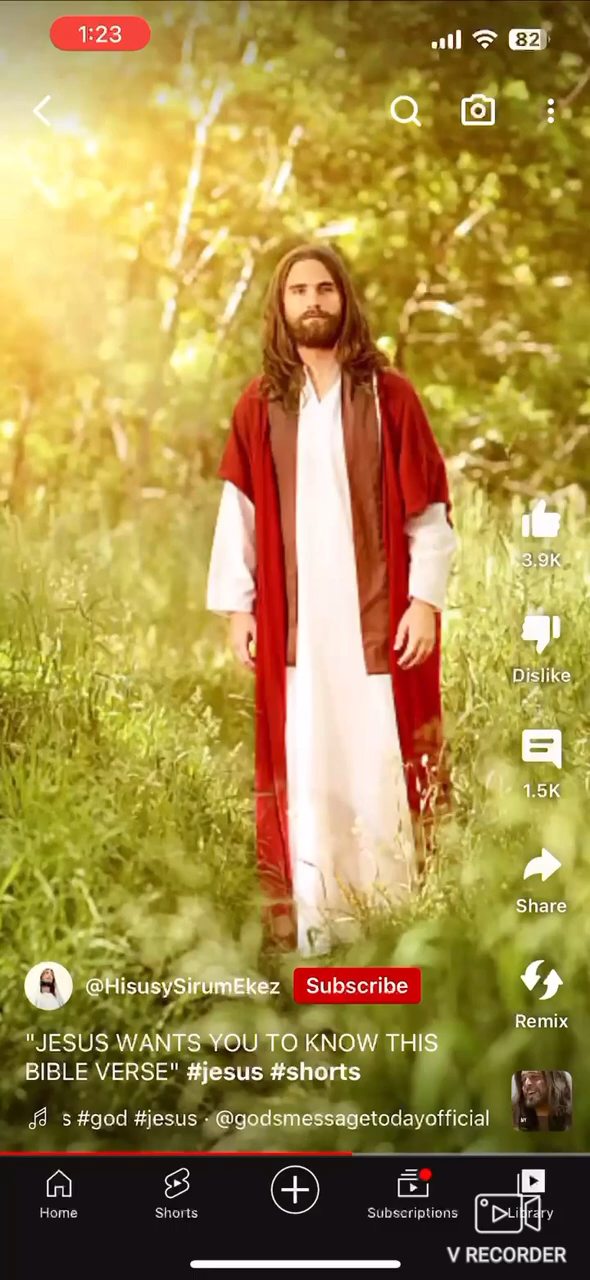 1:23
82
3.9K
Dislike
1.5K
Share
Remix
@HisusySirumEkez Subscribe
"JESUS WANTS YOU TO KNOW THIS
BIBLE VERSE" #jesus #shorts
s #god #jesus · @godsmessagetodayofficial
Home Shorts Subscriptions Library
V RECORDER